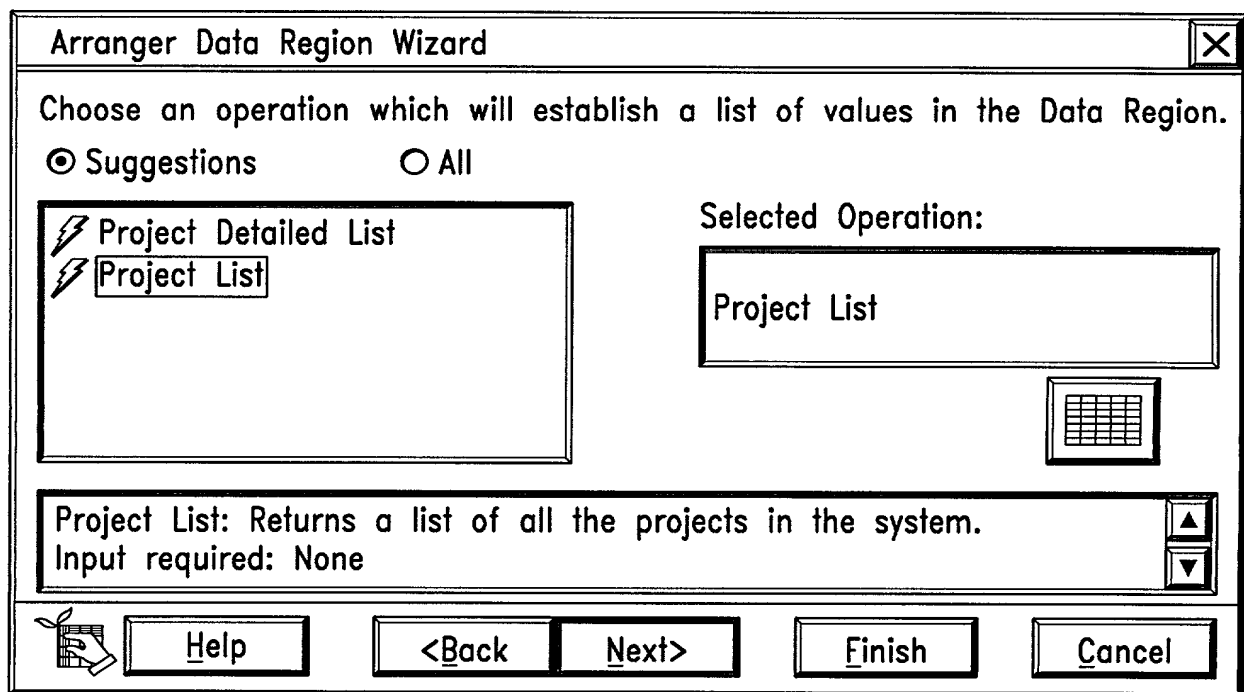 Arranger Data Region Wizard
Choose an operation which will establish a list of values in the Data Region.
Suggestions All
Project Detailed List
Project List
Selected Operation:
Project List
Project List: Returns a list of all the projects in the system.
Input required: None
Help <Back Next> Finish Cancel